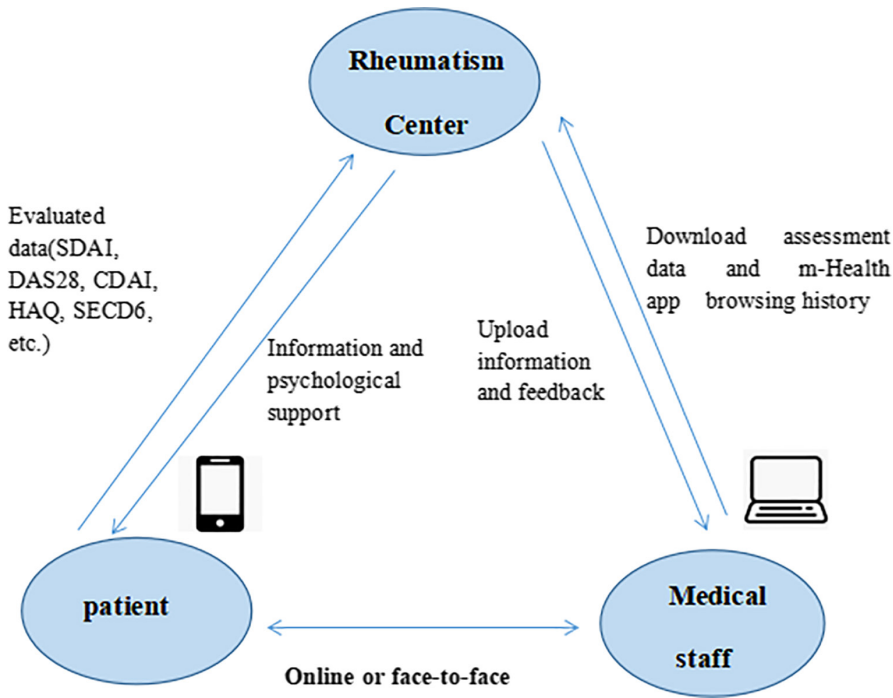 Rheumatism
Center
Evaluated
data(SDAI,
DAS28, CDAI,
HAQ, SECD6,
etc.)
Information and
psychological
support
Upload
information
and feedback
Download assessment
data and m-Health
app browsing history
patient
Medical
staff
Online or face-to-face